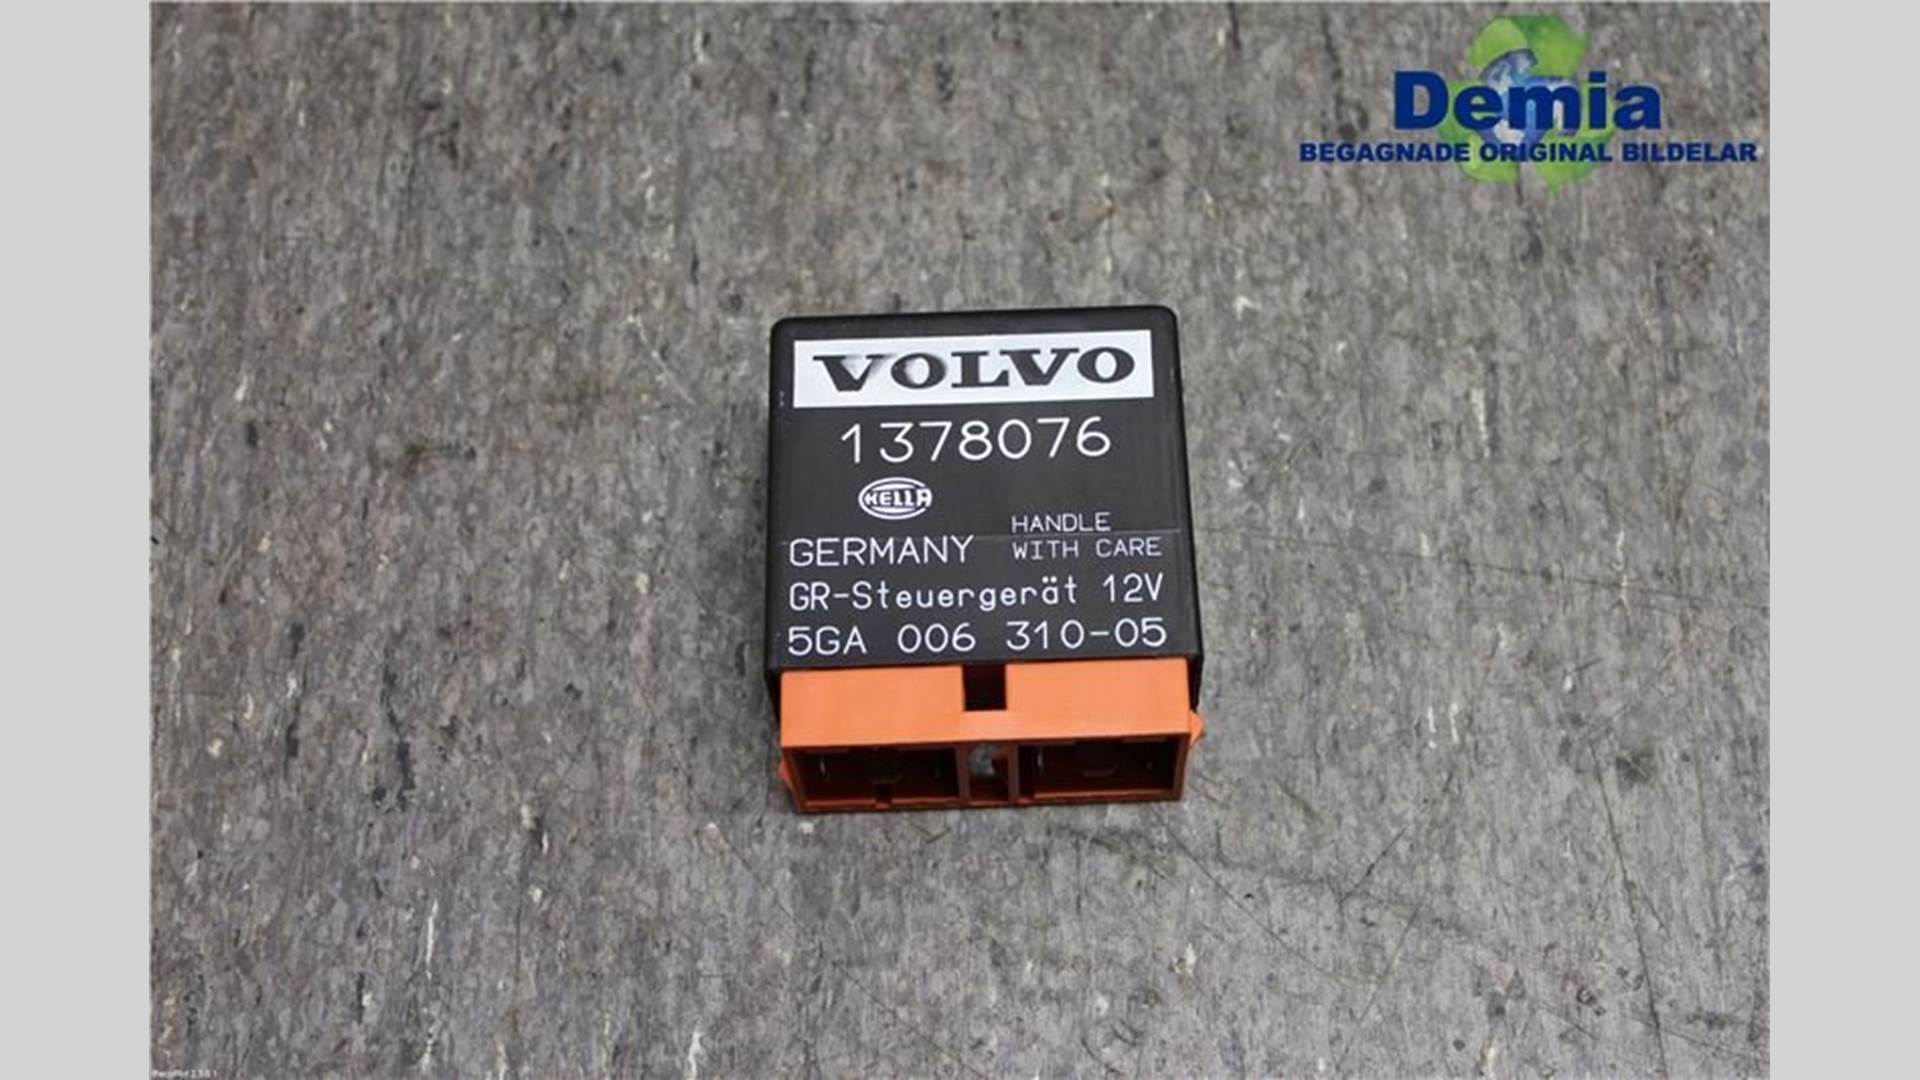 Demia
BEGAGNADE ORIGINAL BILDELAR
VOLVO
1378076
HELLA
HANDLE
GERMANY WITH CARE
GR-Steuergerät 12V
5GA 006 310-05